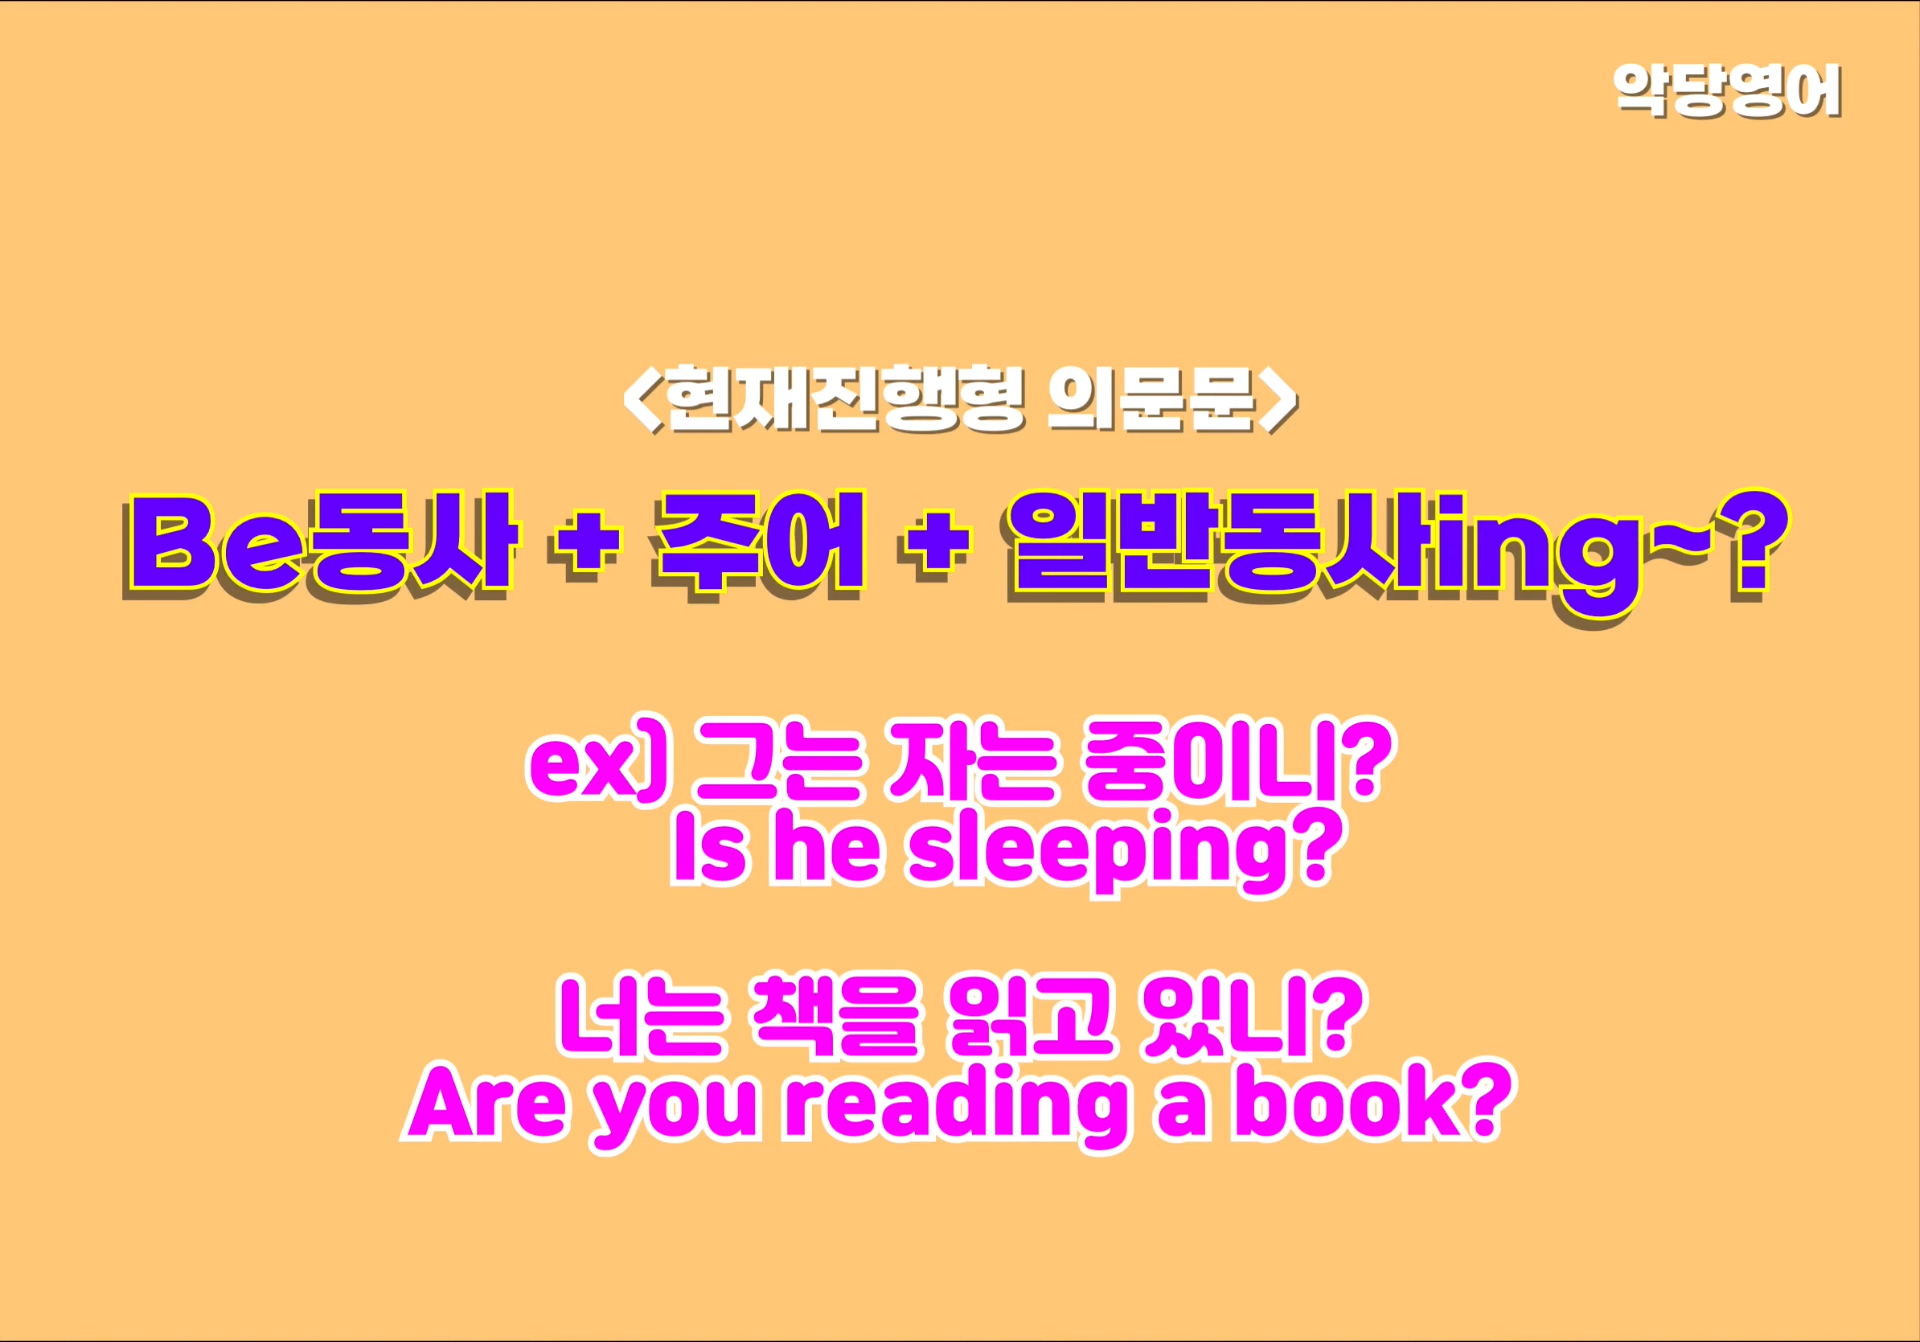 악당영어
<현재진행형 의문문>
Be동사 + 주어 + 일반동사ing~?
ex) 그는 자는 중이니?
Is he sleeping?
너는 책을 읽고 있니?
Are you reading a book?